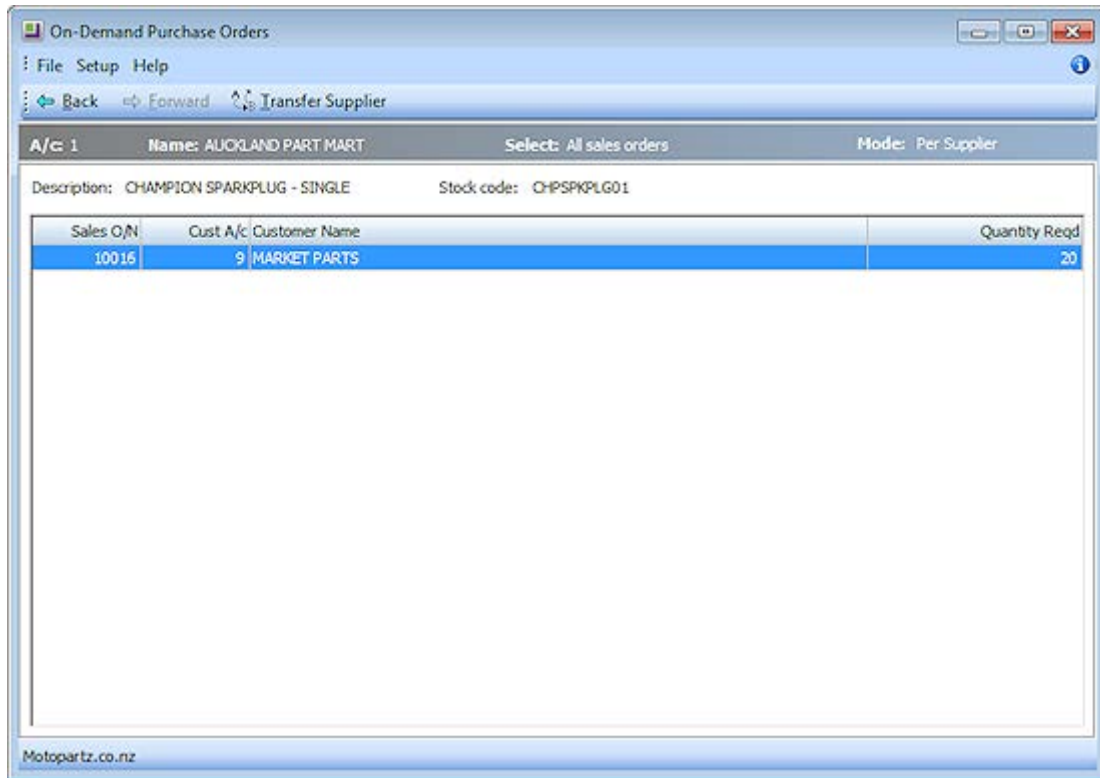 On-Demand Purchase Orders
File Setup Help
Back Forward Transfer Supplier
A/c: 1 Name: AUCKLAND PART MART Select: All sales orders Mode: Per Supplier
Description: CHAMPION SPARKPLUG - SINGLE Stock code: CHPSPKPLG01
Sales O/N Cust A/c Customer Name Quantity Reqd
10016 9 MARKET PARTS 20
Motopartz.co.nz